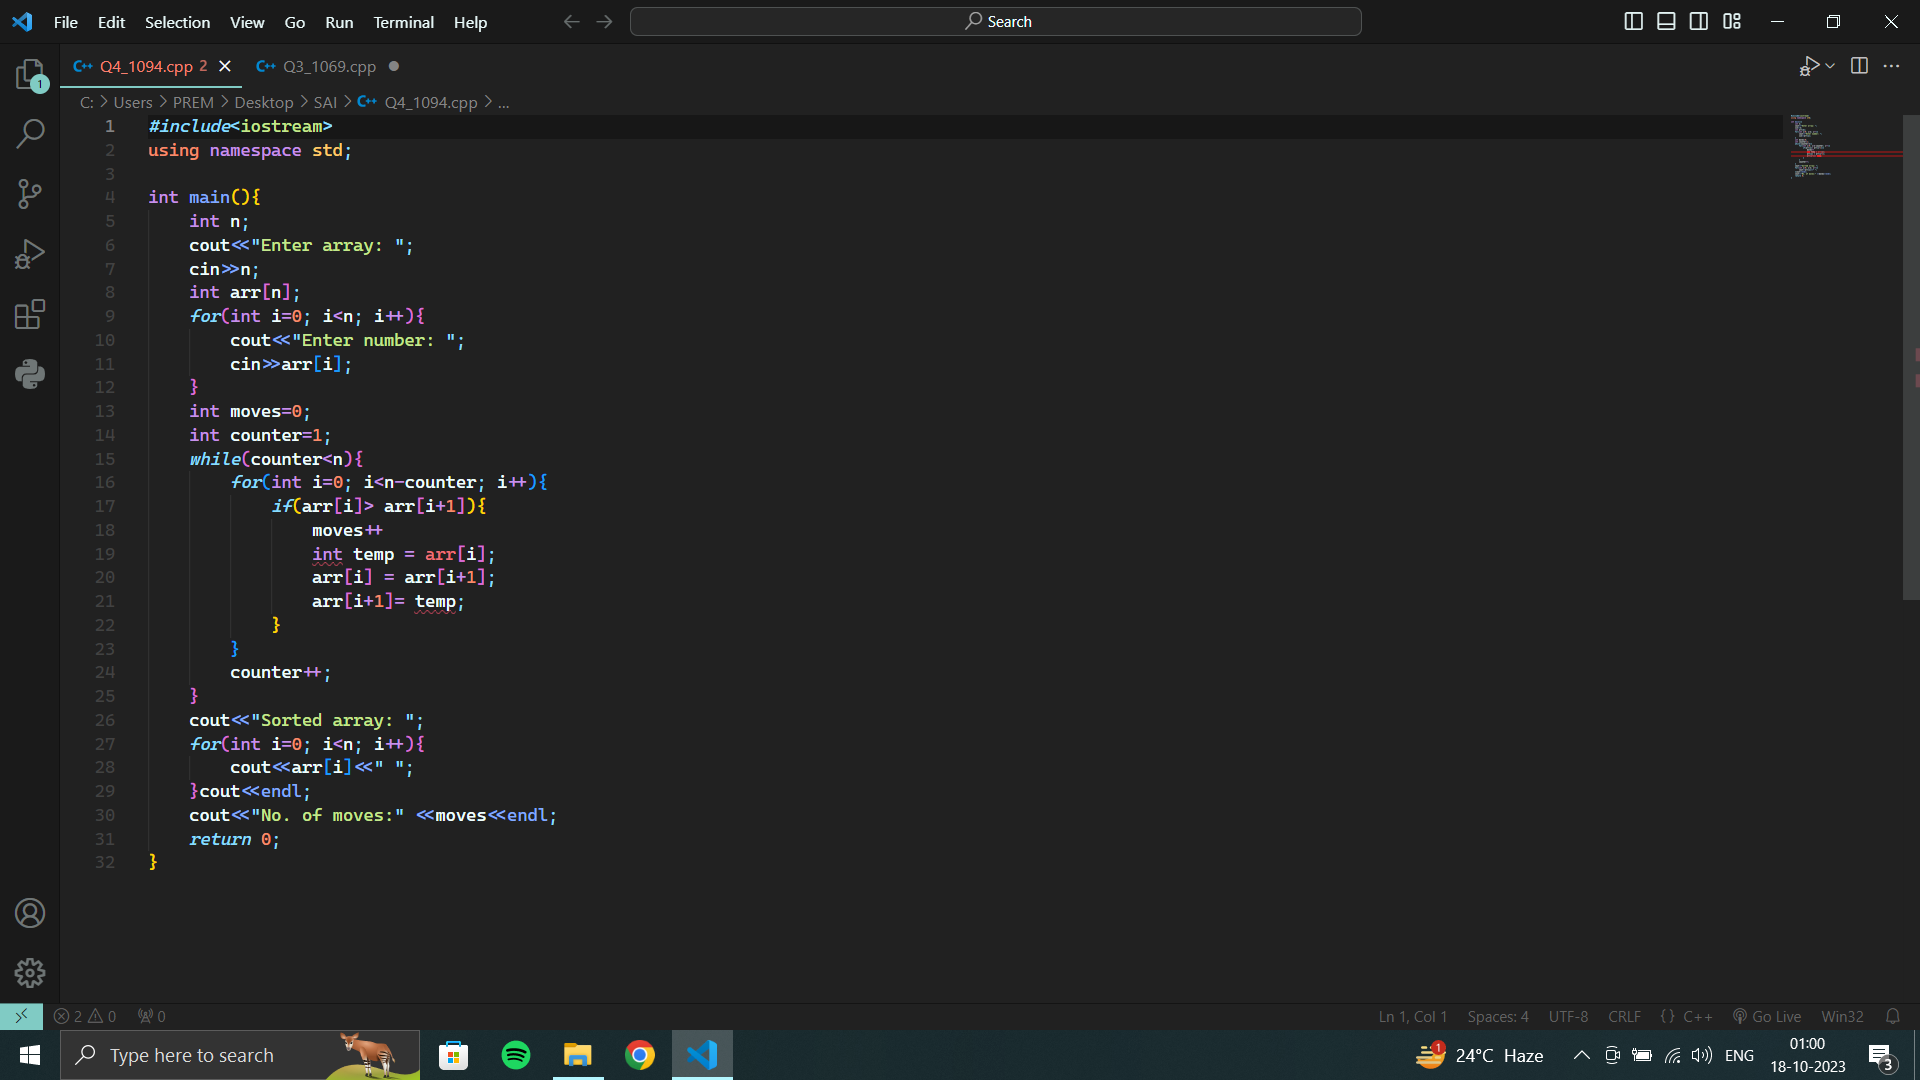 File Edit Selection View Go Run Terminal Help Search
1 C++ Q4_1094.cpp 2 C++ Q3_1069.cpp
C: > Users > PREM > Desktop > SAI > C++ Q4_1094.cpp > ...
1 #include<iostream>
2 using namespace std;
3
4 int main(){
5 int n;
6 cout<<"Enter array: ";
7 cin>>n;
8 int arr[n];
9 for(int i=0; i<n; i++){
10 cout<<"Enter number: ";
11 cin>>arr[i];
12 }
13 int moves=0;
14 int counter=1;
15 while(counter<n){
16 for(int i=0; i<n-counter; i++){
17 if(arr[i]> arr[i+1]){
18 moves++
19 int temp = arr[i];
20 arr[i] = arr[i+1];
21 arr[i+1]= temp;
22 }
23 }
24 counter++;
25 }
26 cout<<"Sorted array: ";
27 for(int i=0; i<n; i++){
28 cout<<arr[i]<<" ";
29 }cout<<endl;
30 cout<<"No. of moves:" <<moves<<endl;
31 return 0;
32 }
2 0 0 Ln 1, Col 1 Spaces: 4 UTF-8 CRLF {} C++ Go Live Win32
Type here to search 1 24°C Haze ENG 01:00
18-10-2023 3